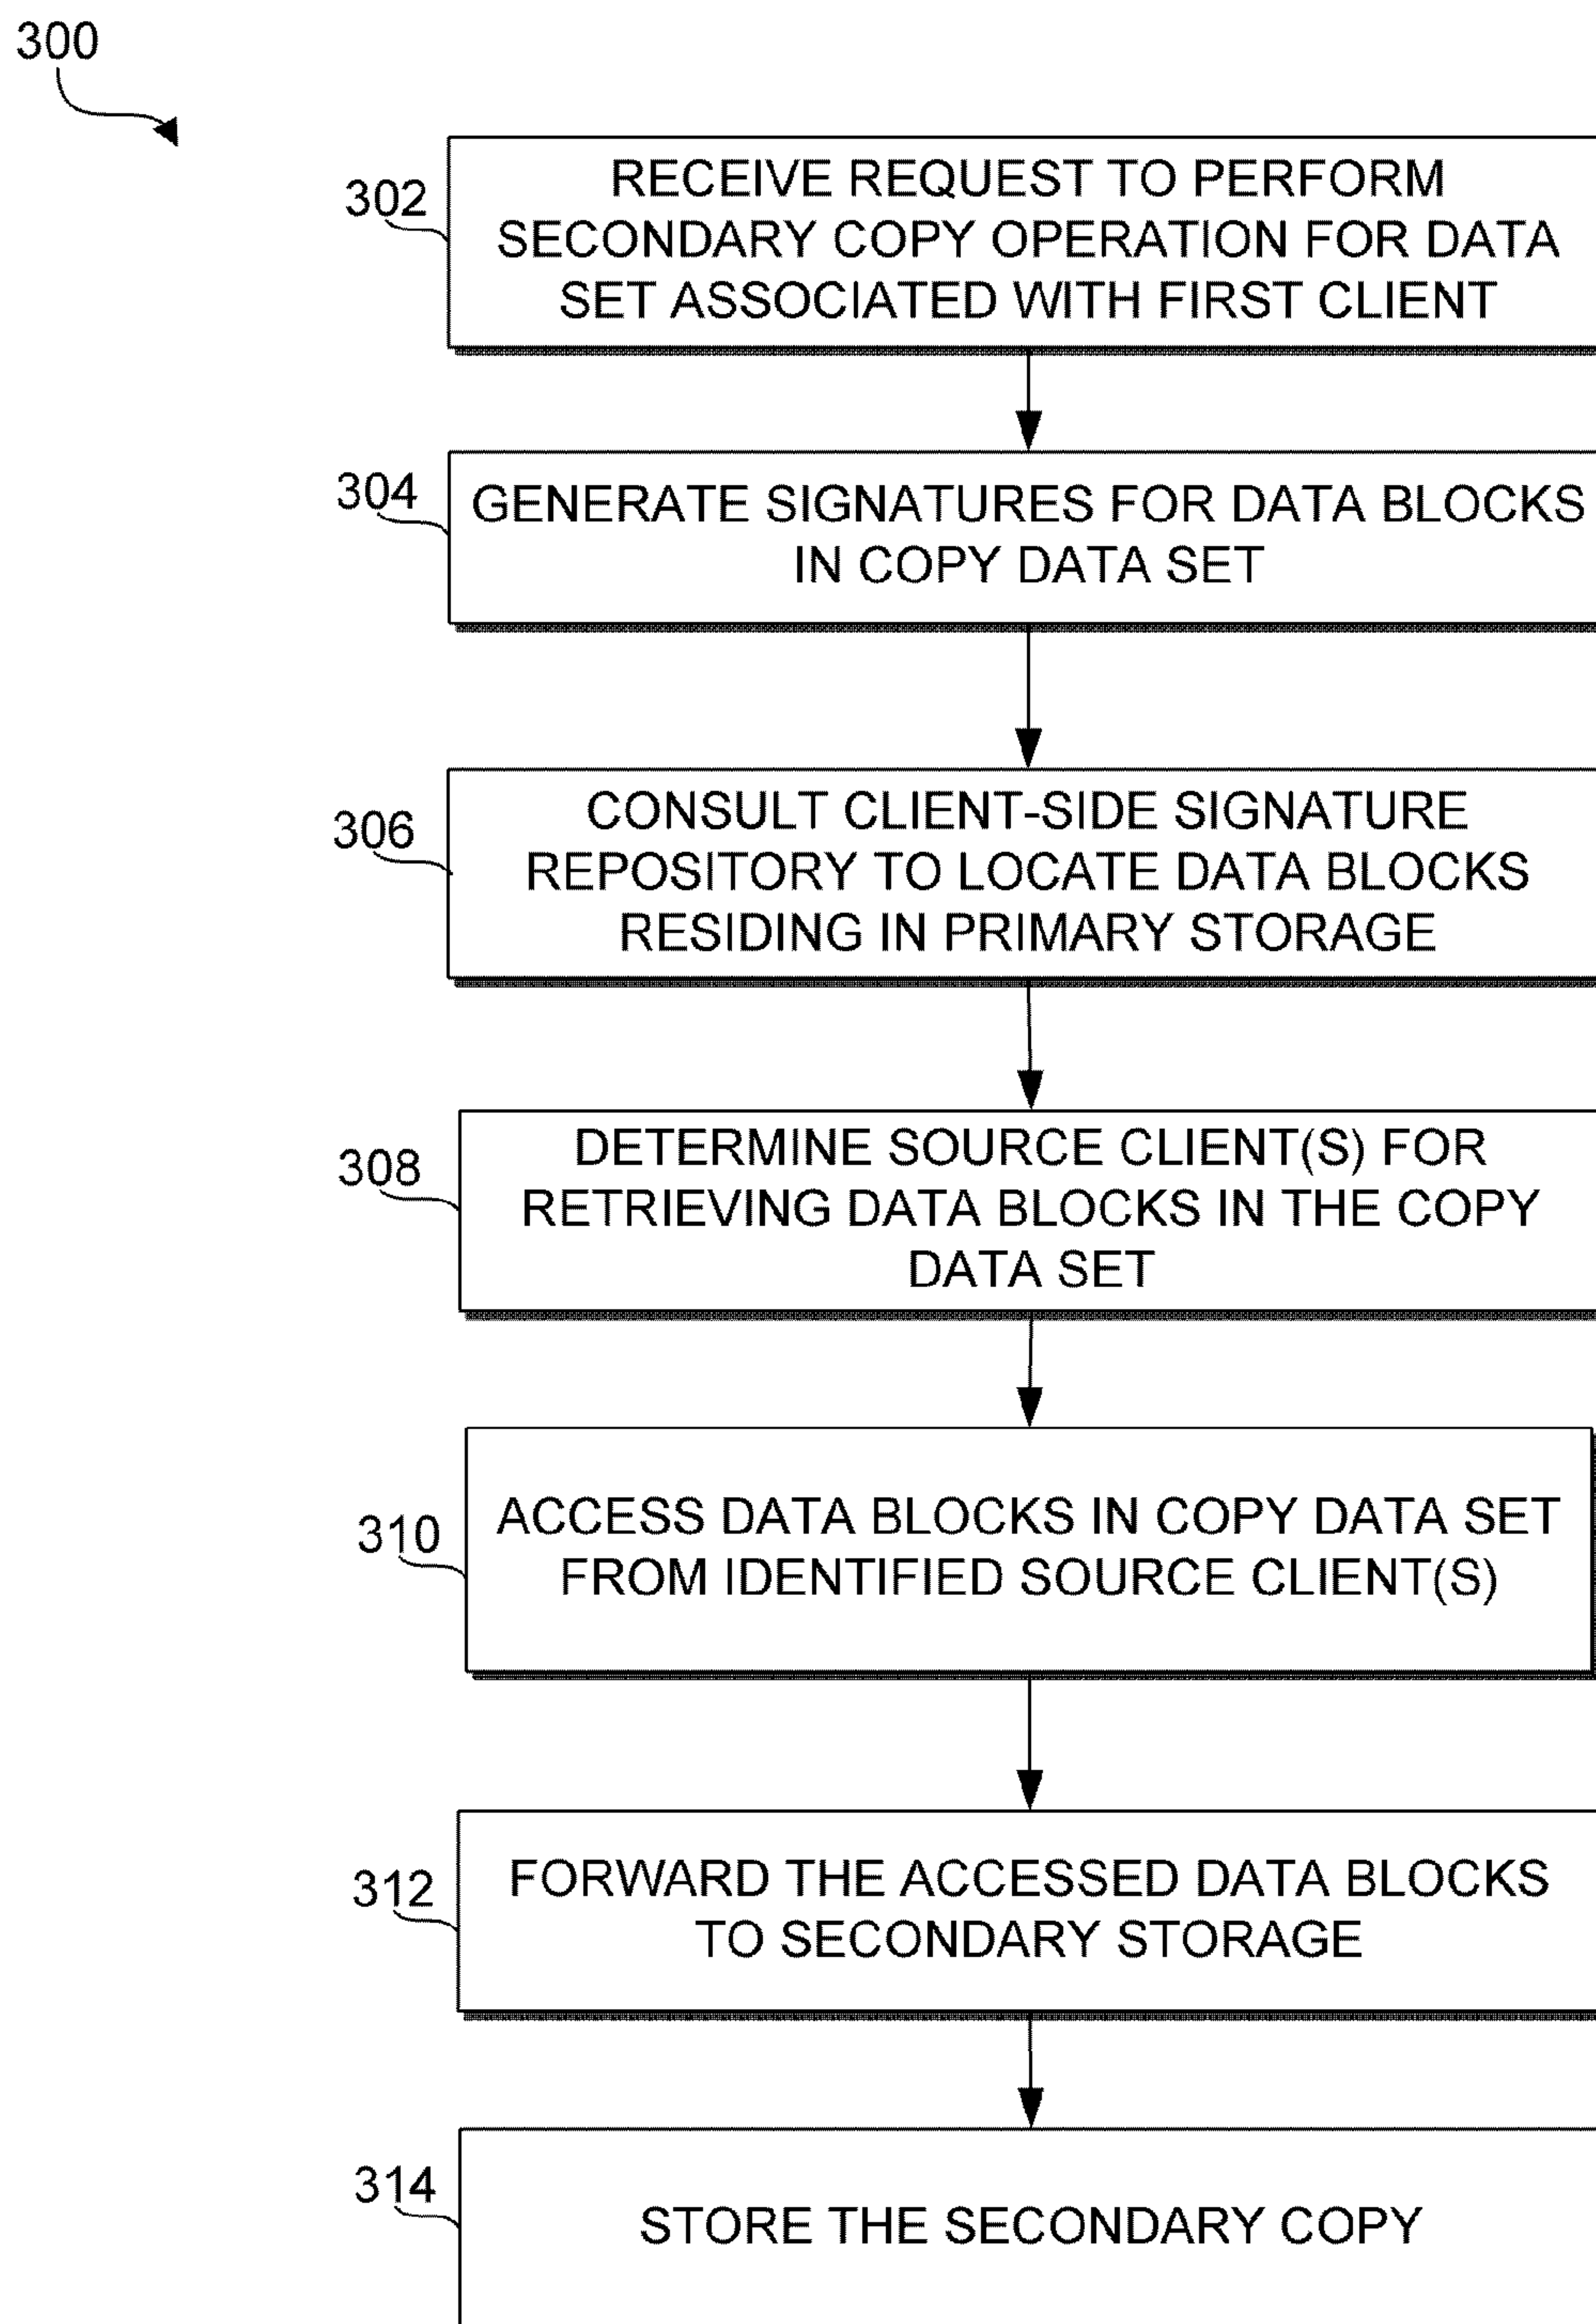 300
302
RECEIVE REQUEST TO PERFORM
SECONDARY COPY OPERATION FOR DATA
SET ASSOCIATED WITH FIRST CLIENT
304
GENERATE SIGNATURES FOR DATA BLOCKS
IN COPY DATA SET
306
CONSULT CLIENT-SIDE SIGNATURE
REPOSITORY TO LOCATE DATA BLOCKS
RESIDING IN PRIMARY STORAGE
308
DETERMINE SOURCE CLIENT(S) FOR
RETRIEVING DATA BLOCKS IN THE COPY
DATA SET
310
ACCESS DATA BLOCKS IN COPY DATA SET
FROM IDENTIFIED SOURCE CLIENT(S)
312
FORWARD THE ACCESSED DATA BLOCKS
TO SECONDARY STORAGE
314
STORE THE SECONDARY COPY